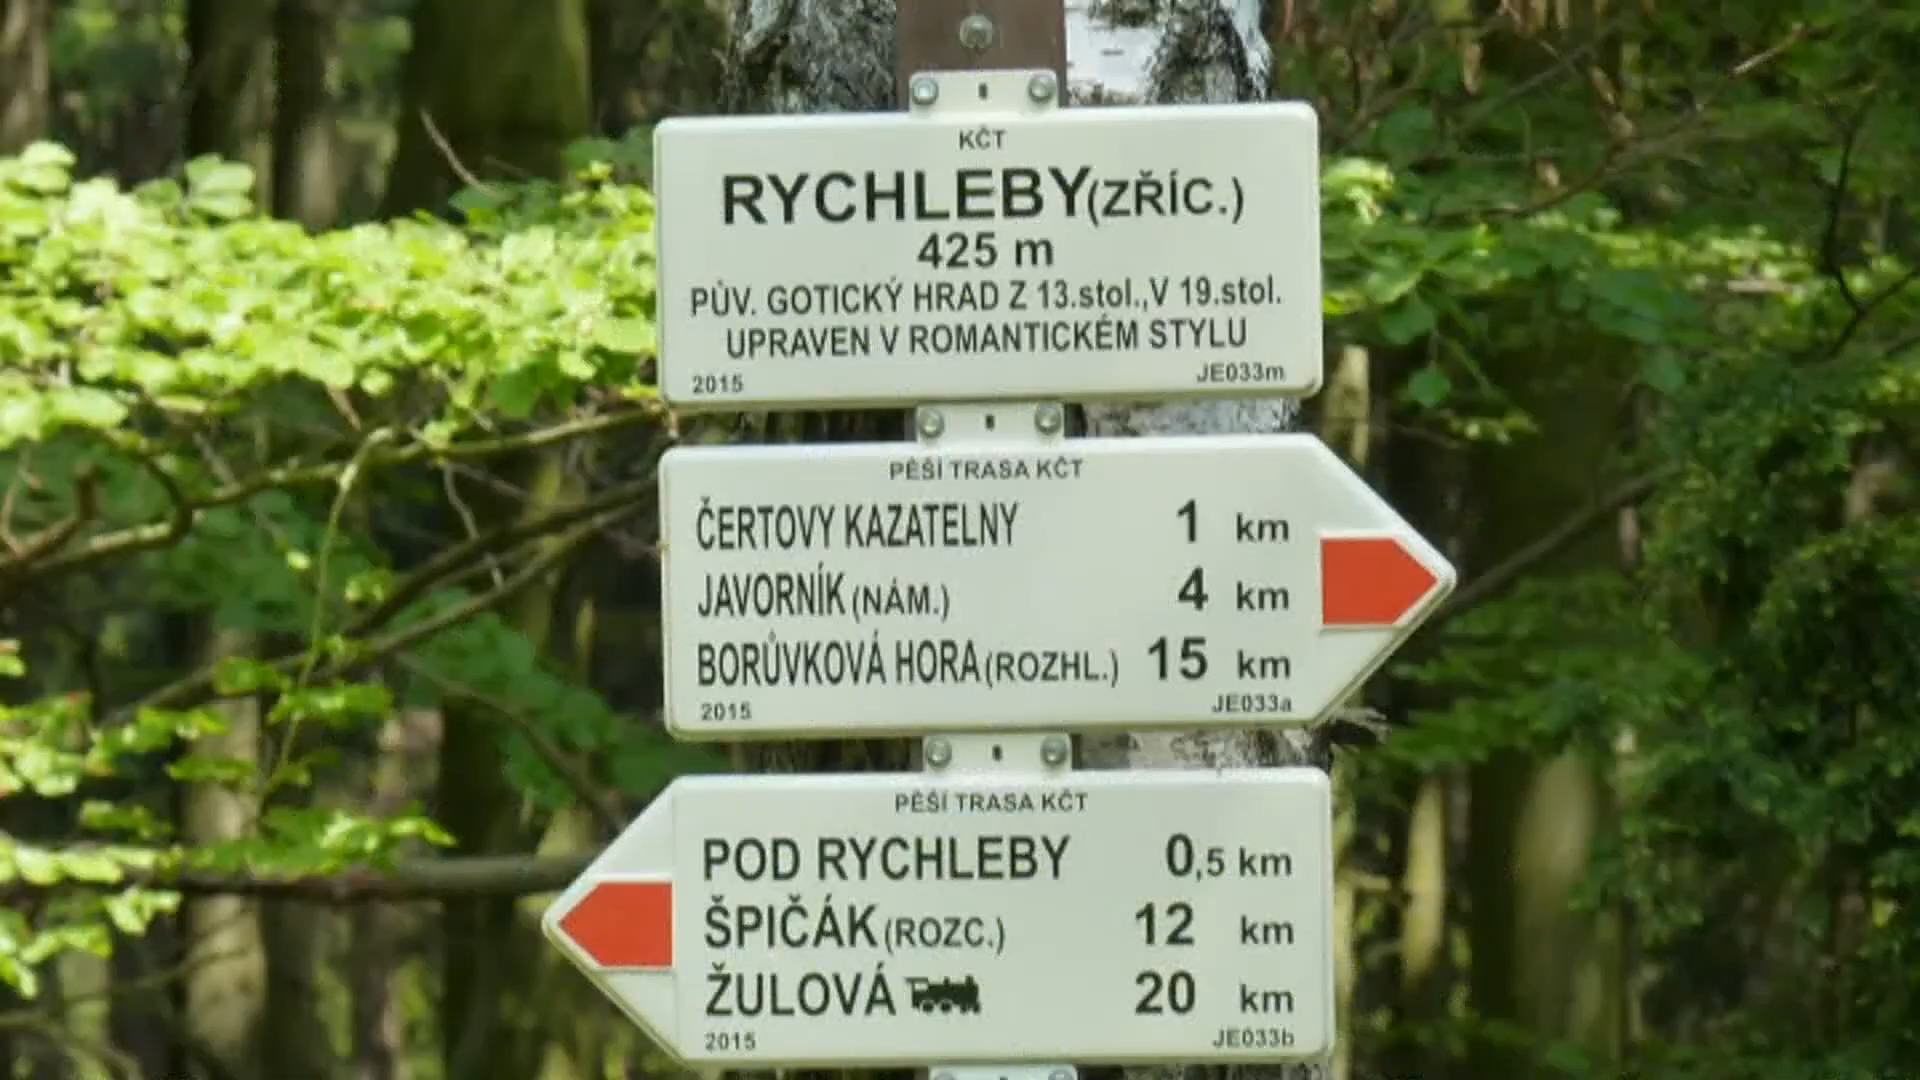 KČT
RYCHLEBY(ZŘÍC.)
425 m
PŮV. GOTICKÝ HRAD Z 13.stol.,V 19.stol.
UPRAVEN V ROMANTICKÉM STYLU
2015 JE033m
PĚŠÍ TRASA KČT
ČERTOVY KAZATELNY 1 km
JAVORNÍK (NÁM.) 4 km
BORŮVKOVÁ HORA (ROZHL.) 15 km
2015 JE033a
PĚŠÍ TRASA KČT
POD RYCHLEBY 0,5 km
ŠPIČÁK (ROZC.) 12 km
ŽULOVÁ 20 km
2015 JE033b